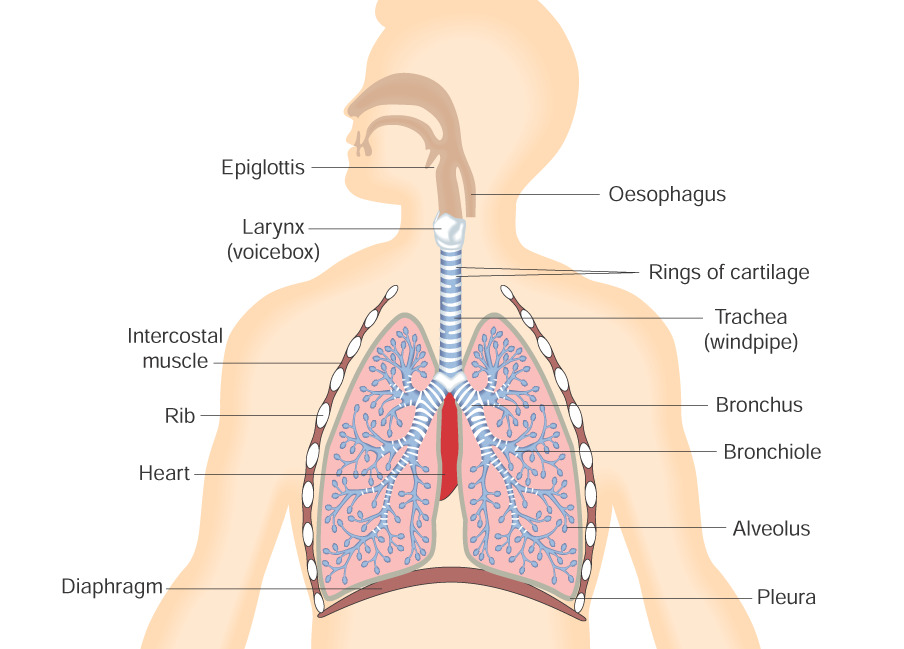 Epiglottis
Oesophagus
Larynx
(voicebox)
Rings of cartilage
Trachea
(windpipe)
Intercostal
muscle
Bronchus
Rib
Bronchiole
Heart
Alveolus
Diaphragm
Pleura